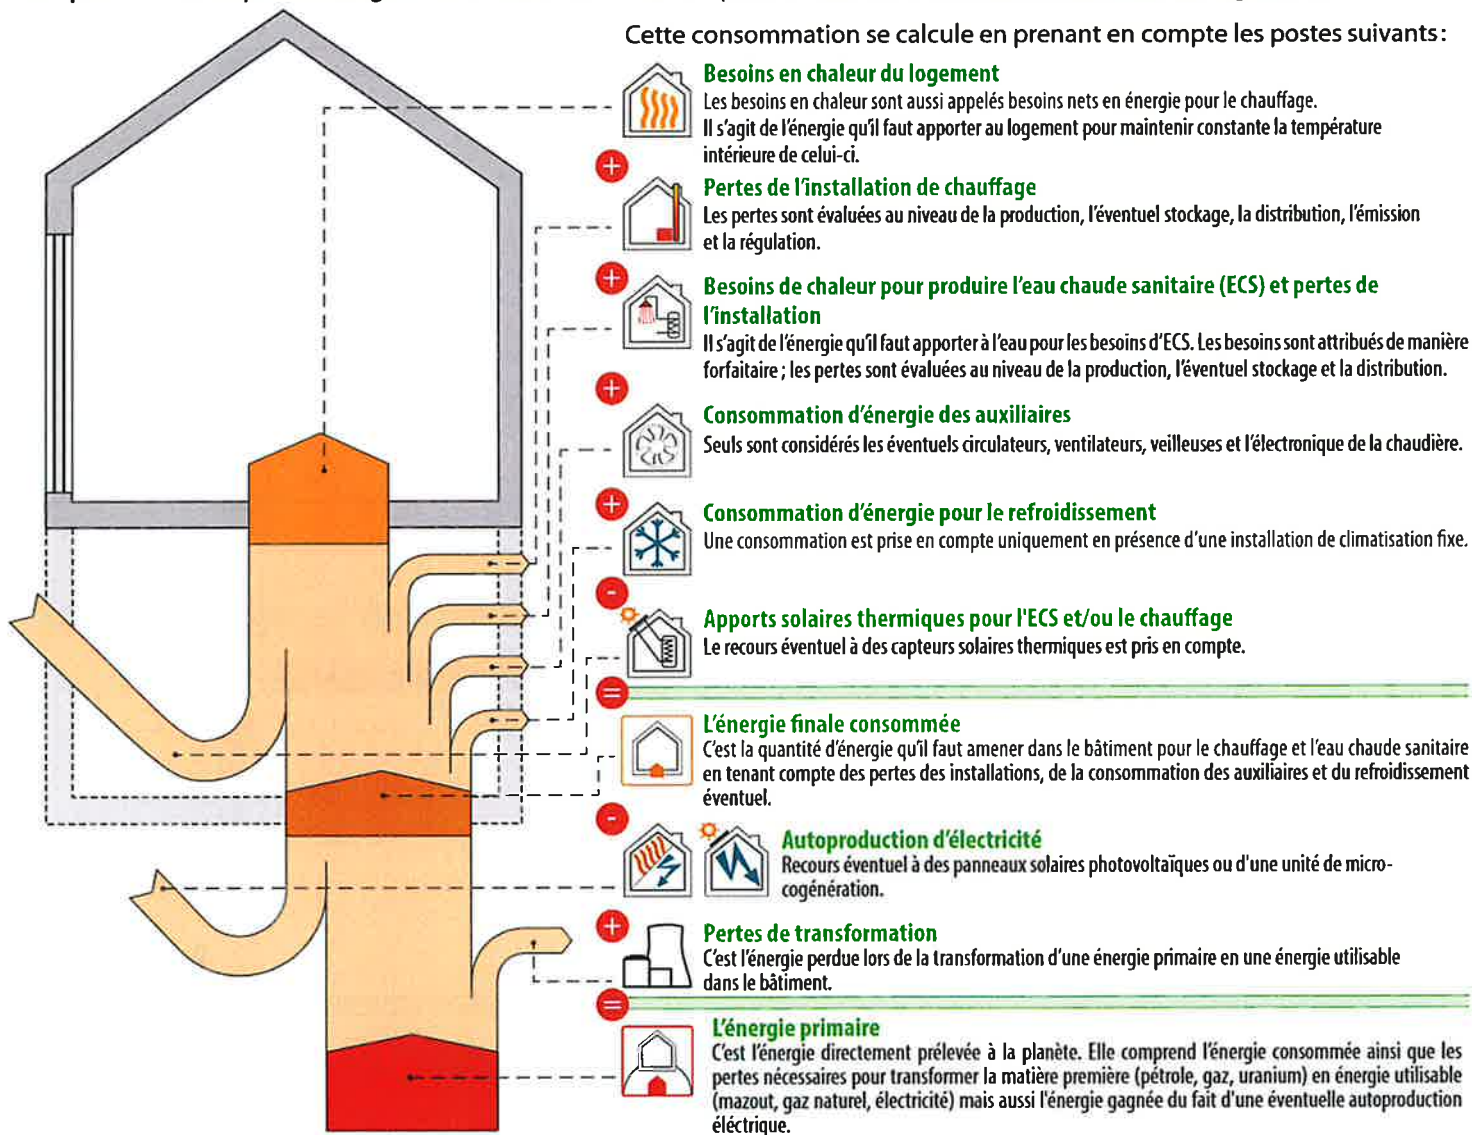 Cette consommation se calcule en prenant en compte les postes suivants:
Besoins en chaleur du logement
Les besoins en chaleur sont aussi appelés besoins nets en énergie pour le chauffage.
Il s'agit de l'énergie qu'il faut apporter au logement pour maintenir constante la température
intérieure de celui-ci.
+
Pertes de l'installation de chauffage
Les pertes sont évaluées au niveau de la production, l'éventuel stockage, la distribution, l'émission
et la régulation.
+
Besoins de chaleur pour produire l'eau chaude sanitaire (ECS) et pertes de
l'installation
Il s'agit de l'énergie qu'il faut apporter à l'eau pour les besoins d'ECS. Les besoins sont attribués de manière
forfaitaire ; les pertes sont évaluées au niveau de la production, l'éventuel stockage et la distribution.
+
Consommation d'énergie des auxiliaires
Seuls sont considérés les éventuels circulateurs, ventilateurs, veilleuses et l'électronique de la chaudière.
+
Consommation d'énergie pour le refroidissement
Une consommation est prise en compte uniquement en présence d'une installation de climatisation fixe.
-
Apports solaires thermiques pour l'ECS et/ou le chauffage
Le recours éventuel à des capteurs solaires thermiques est pris en compte.
=
L'énergie finale consommée
C'est la quantité d'énergie qu'il faut amener dans le bâtiment pour le chauffage et l'eau chaude sanitaire
en tenant compte des pertes des installations, de la consommation des auxiliaires et du refroidissement
éventuel.
-
Autoproduction d'électricité
Recours éventuel à des panneaux solaires photovoltaïques ou d'une unité de micro-
cogénération.
+
Pertes de transformation
C'est l'énergie perdue lors de la transformation d'une énergie primaire en une énergie utilisable
dans le bâtiment.
=
L'énergie primaire
C'est l'énergie directement prélevée à la planète. Elle comprend l'énergie consommée ainsi que les
pertes nécessaires pour transformer la matière première (pétrole, gaz, uranium) en énergie utilisable
(mazout, gaz naturel, électricité) mais aussi l'énergie gagnée du fait d'une éventuelle autoproduction
éléctrique.